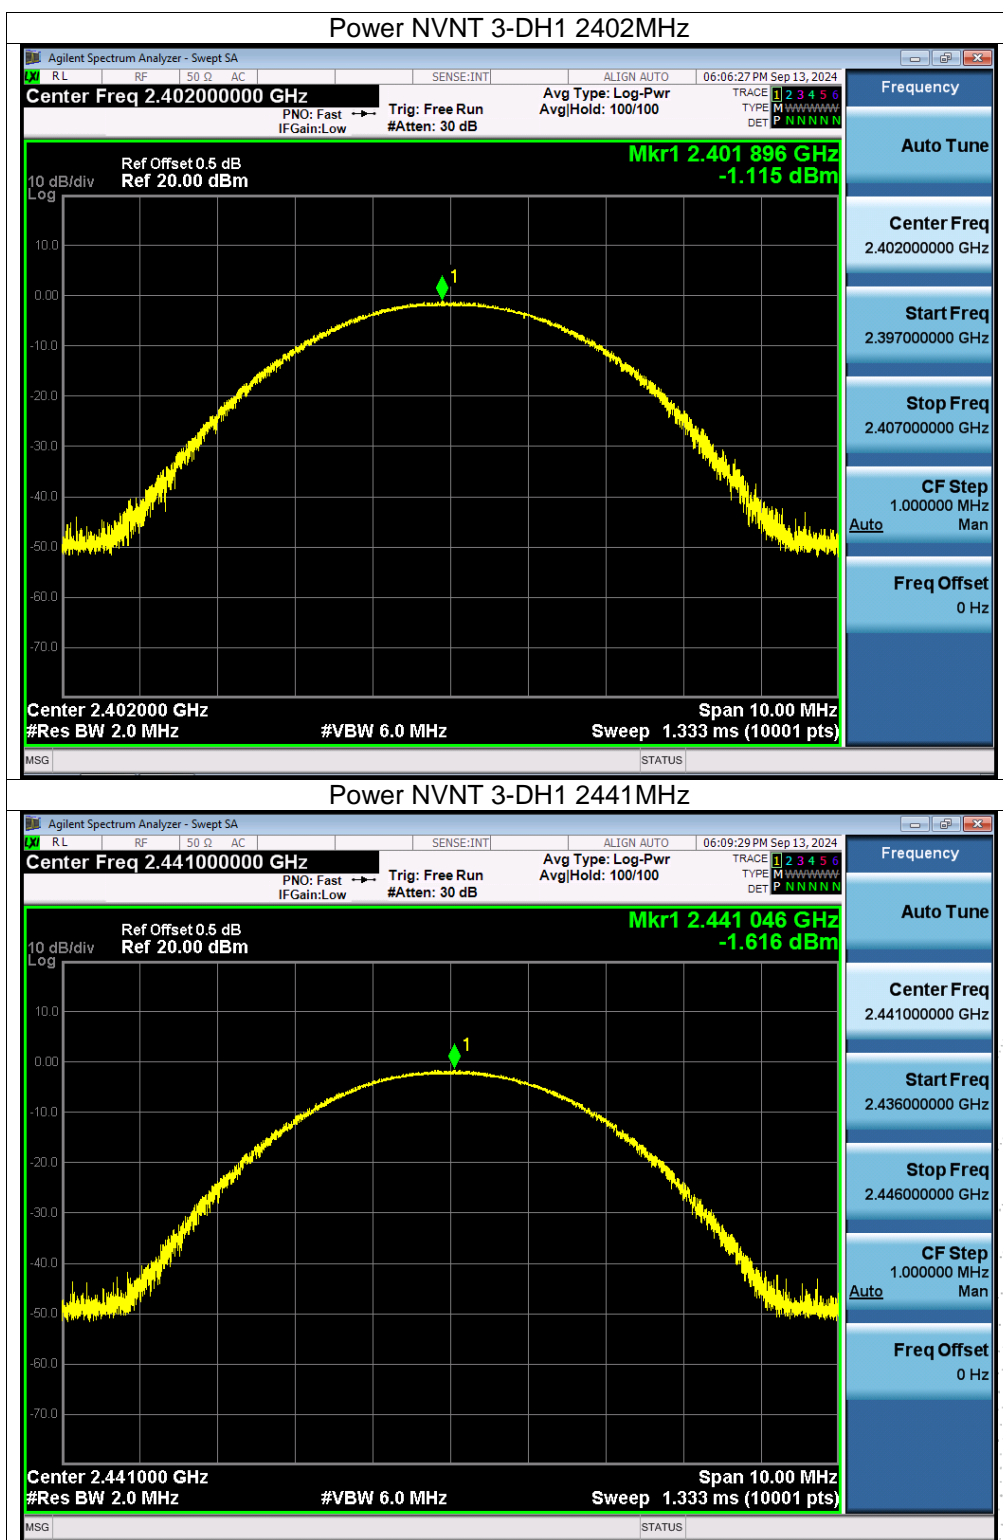 Power NVNT 3-DH1 2402MHz
Agilent Spectrum Analyzer - Swept SA
LXI RL RF 50 Ω AC SENSE:INT ALIGN AUTO 06:06:27 PM Sep 13, 2024
Center Freq 2.402000000 GHz
PNO: Fast
IFGain:Low
Trig: Free Run
#Atten: 30 dB
Avg Type: Log-Pwr
Avg|Hold: 100/100
TRACE 1 2 3 4 5 6
TYPE M WWWWW
DET P N N N N N
Mkr1 2.401 896 GHz
-1.115 dBm
Ref Offset 0.5 dB
10 dB/div Ref 20.00 dBm
Log
10.0
1
0.00
-10.0
-20.0
-30.0
-40.0
-50.0
-60.0
-70.0
Center 2.402000 GHz Span 10.00 MHz
#Res BW 2.0 MHz #VBW 6.0 MHz Sweep 1.333 ms (10001 pts)
MSG STATUS
Frequency
Auto Tune
Center Freq
2.402000000 GHz
Start Freq
2.397000000 GHz
Stop Freq
2.407000000 GHz
CF Step
1.000000 MHz
Auto Man
Freq Offset
0 Hz
Power NVNT 3-DH1 2441MHz
Agilent Spectrum Analyzer - Swept SA
LXI RL RF 50 Ω AC SENSE:INT ALIGN AUTO 06:09:29 PM Sep 13, 2024
Center Freq 2.441000000 GHz
PNO: Fast
IFGain:Low
Trig: Free Run
#Atten: 30 dB
Avg Type: Log-Pwr
Avg|Hold: 100/100
TRACE 1 2 3 4 5 6
TYPE M WWWWW
DET P N N N N N
Mkr1 2.441 046 GHz
-1.616 dBm
Ref Offset 0.5 dB
10 dB/div Ref 20.00 dBm
Log
10.0
1
0.00
-10.0
-20.0
-30.0
-40.0
-50.0
-60.0
-70.0
Center 2.441000 GHz Span 10.00 MHz
#Res BW 2.0 MHz #VBW 6.0 MHz Sweep 1.333 ms (10001 pts)
MSG STATUS
Frequency
Auto Tune
Center Freq
2.441000000 GHz
Start Freq
2.436000000 GHz
Stop Freq
2.446000000 GHz
CF Step
1.000000 MHz
Auto Man
Freq Offset
0 Hz